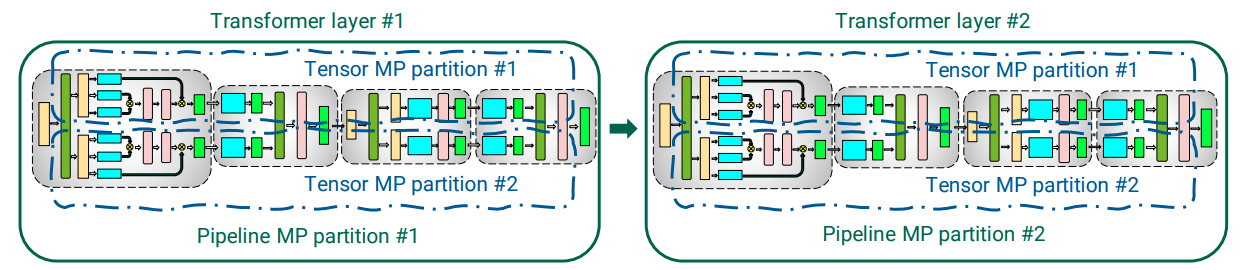 Transformer layer #1
Transformer layer #2
Tensor MP partition #1
Tensor MP partition #1
Tensor MP partition #2
Tensor MP partition #2
Pipeline MP partition #1
Pipeline MP partition #2